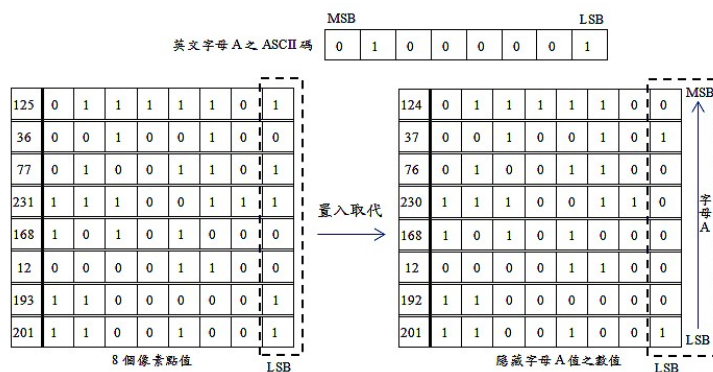 MSB LSB
英文字母 A 之 ASCII 碼 0 1 0 0 0 0 0 1
125 0 1 1 1 1 1 0 1
36 0 0 1 0 0 1 0 0
77 0 1 0 0 1 1 0 1
231 1 1 1 0 0 1 1 1
168 1 0 1 0 1 0 0 0
12 0 0 0 0 1 1 0 0
193 1 1 0 0 0 0 0 1
201 1 1 0 0 1 0 0 1
8 個像素點值
LSB
置入取代
MSB
124 0 1 1 1 1 1 0 0
37 0 0 1 0 0 1 0 1
76 0 1 0 0 1 1 0 0
230 1 1 1 0 0 1 1 0
168 1 0 1 0 1 0 0 0
12 0 0 0 0 1 1 0 0
192 1 1 0 0 0 0 0 0
201 1 1 0 0 1 0 0 1
字母 A
LSB
隱藏字母 A 值之數值
LSB